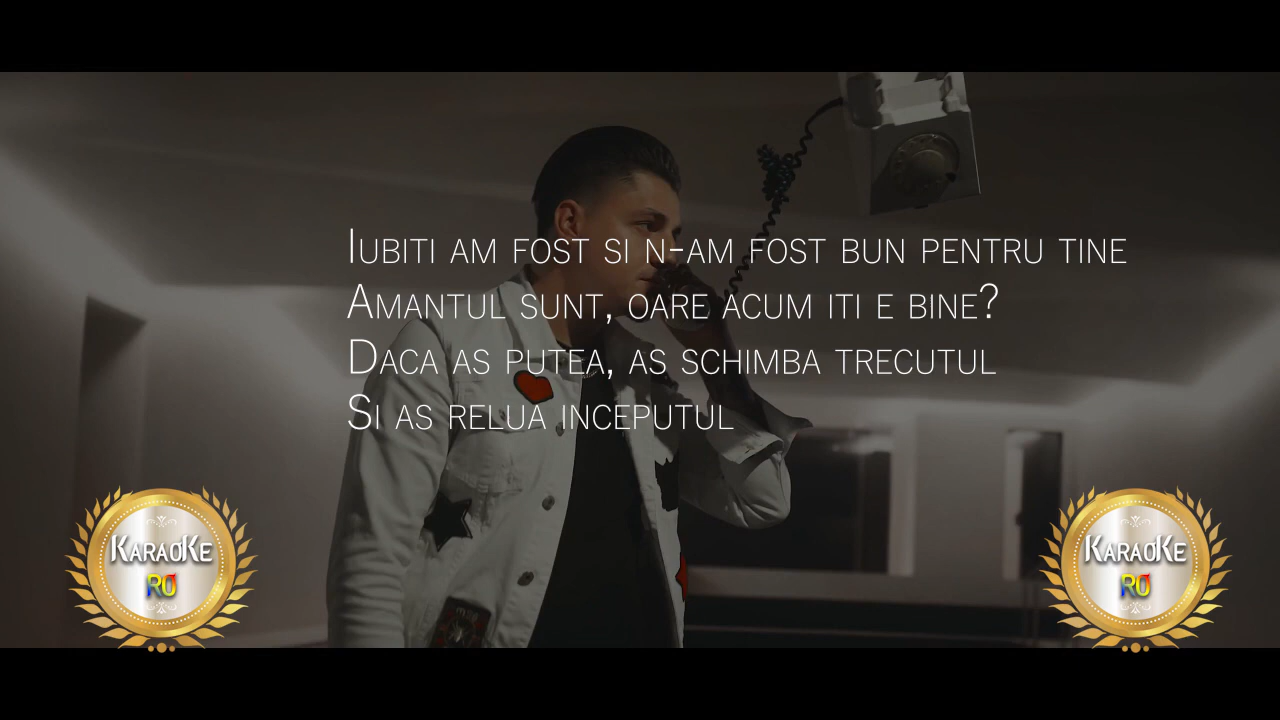 Iubiti am fost si n-am fost bun pentru tine
Amantul sunt, oare acum iti e bine?
Daca as putea, as schimba trecutul
Si as relua inceputul
KaraoKe
RO
KaraoKe
RO